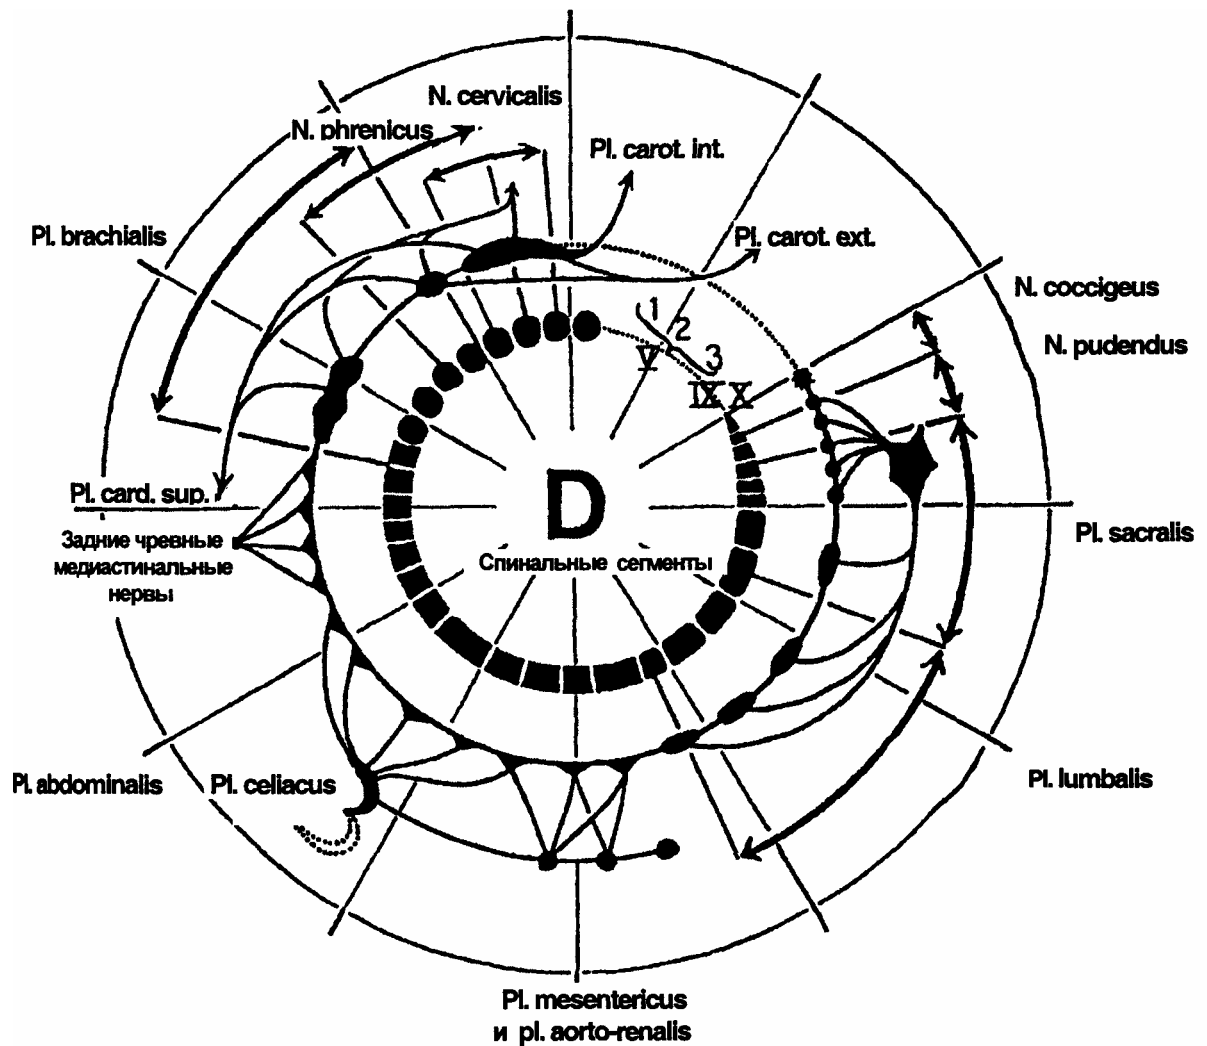 N. cervicalis
N. phrenicus
Pl. carot. int.
Pl. brachialis
Pl. carot. ext.
N. coccigeus
1
2
N. pudendus
V
3
IX X
D
Pl. card. sup.
Задние чревные
медиастинальные
нервы
Спинальные сегменты
Pl. sacralis
Pl. abdominalis
Pl. celiacus
Pl. lumbalis
Pl. mesentericus
и pl. aorto-renalis